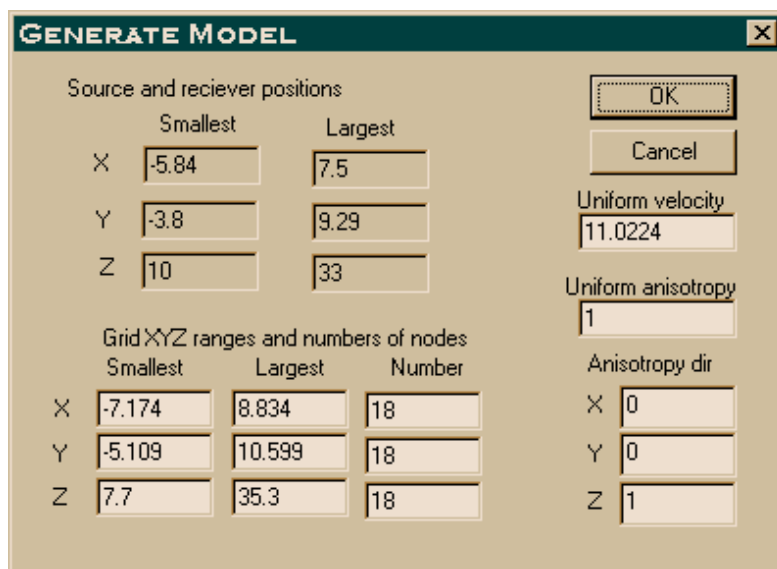 GENERATE MODEL
Source and reciever positions
Smallest Largest
X -5.84 7.5
Y -3.8 9.29
Z 10 33
Grid XYZ ranges and numbers of nodes
Smallest Largest Number
X -7.174 8.834 18
Y -5.109 10.599 18
Z 7.7 35.3 18
OK
Cancel
Uniform velocity
11.0224
Uniform anisotropy
1
Anisotropy dir
X 0
Y 0
Z 1